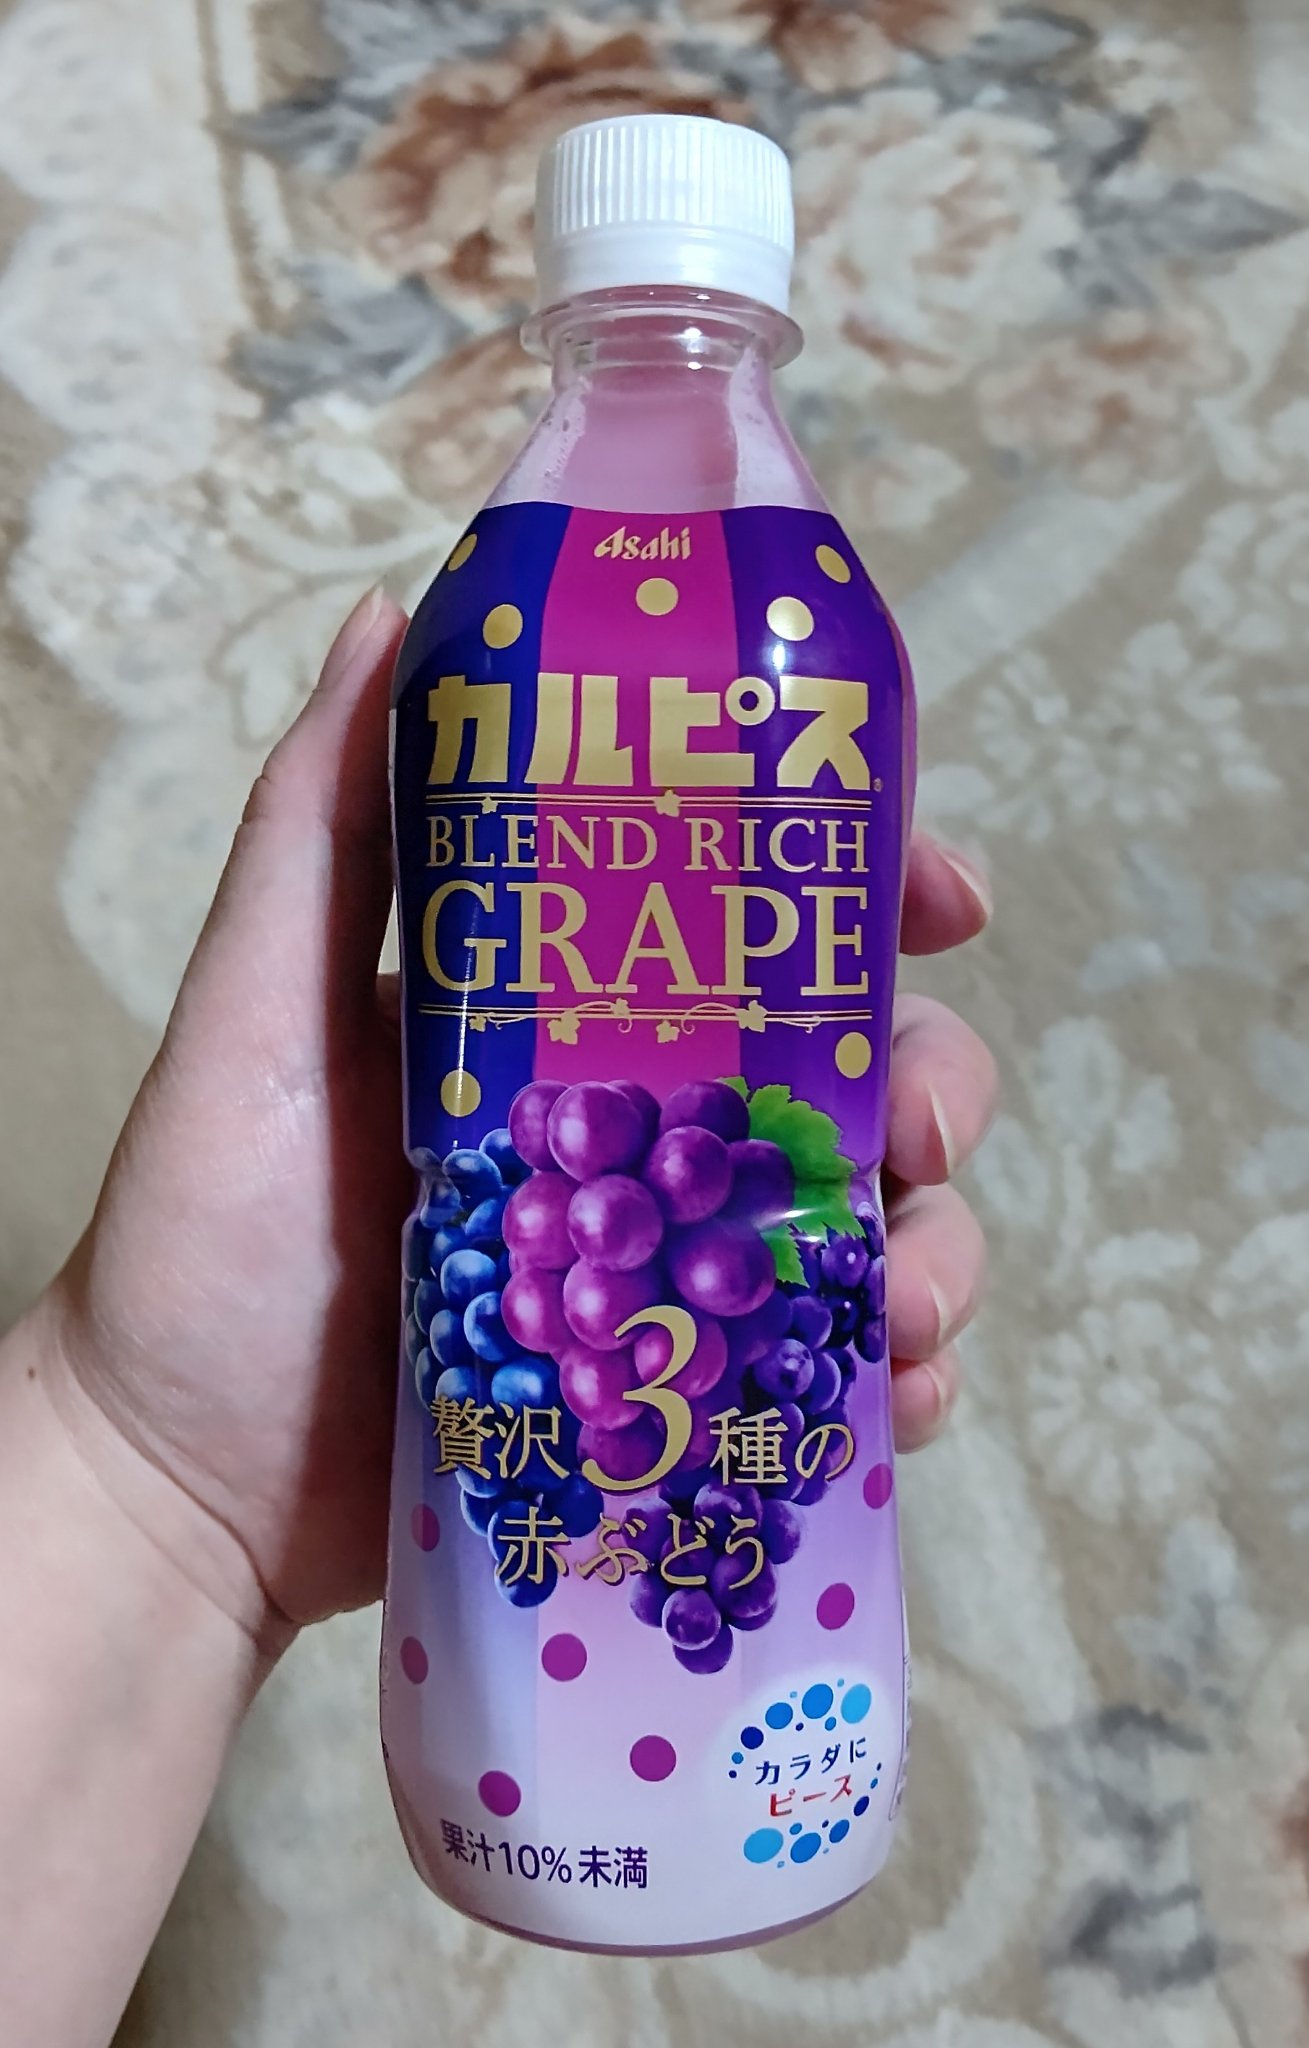 Asahi
カルピス®
BLEND RICH
GRAPE
贅沢3種の
赤ぶどう
カラダに
ピース
果汁10%未満